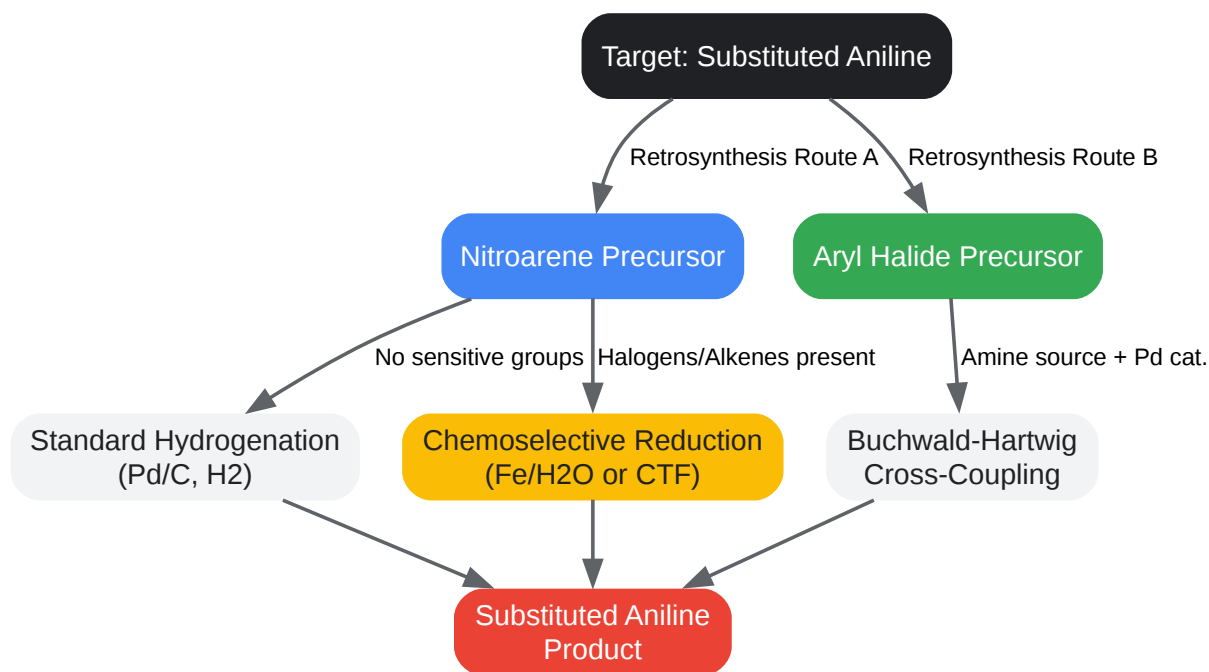 Target: Substituted Aniline
Retrosynthesis Route A
Retrosynthesis Route B
Nitroarene Precursor
Aryl Halide Precursor
No sensitive groups
Halogens/Alkenes present
Amine source + Pd cat.
Standard Hydrogenation
(Pd/C, H2)
Chemoselective Reduction
(Fe/H2O or CTF)
Buchwald-Hartwig
Cross-Coupling
Substituted Aniline
Product